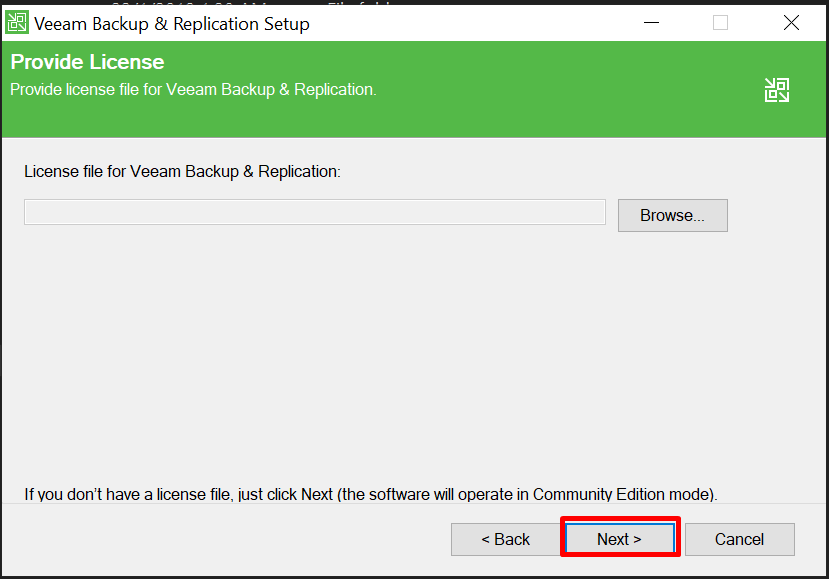 Veeam Backup & Replication Setup
Provide License
Provide license file for Veeam Backup & Replication.
License file for Veeam Backup & Replication:
Browse...
If you don't have a license file, just click Next (the software will operate in Community Edition mode).
< Back
Next >
Cancel